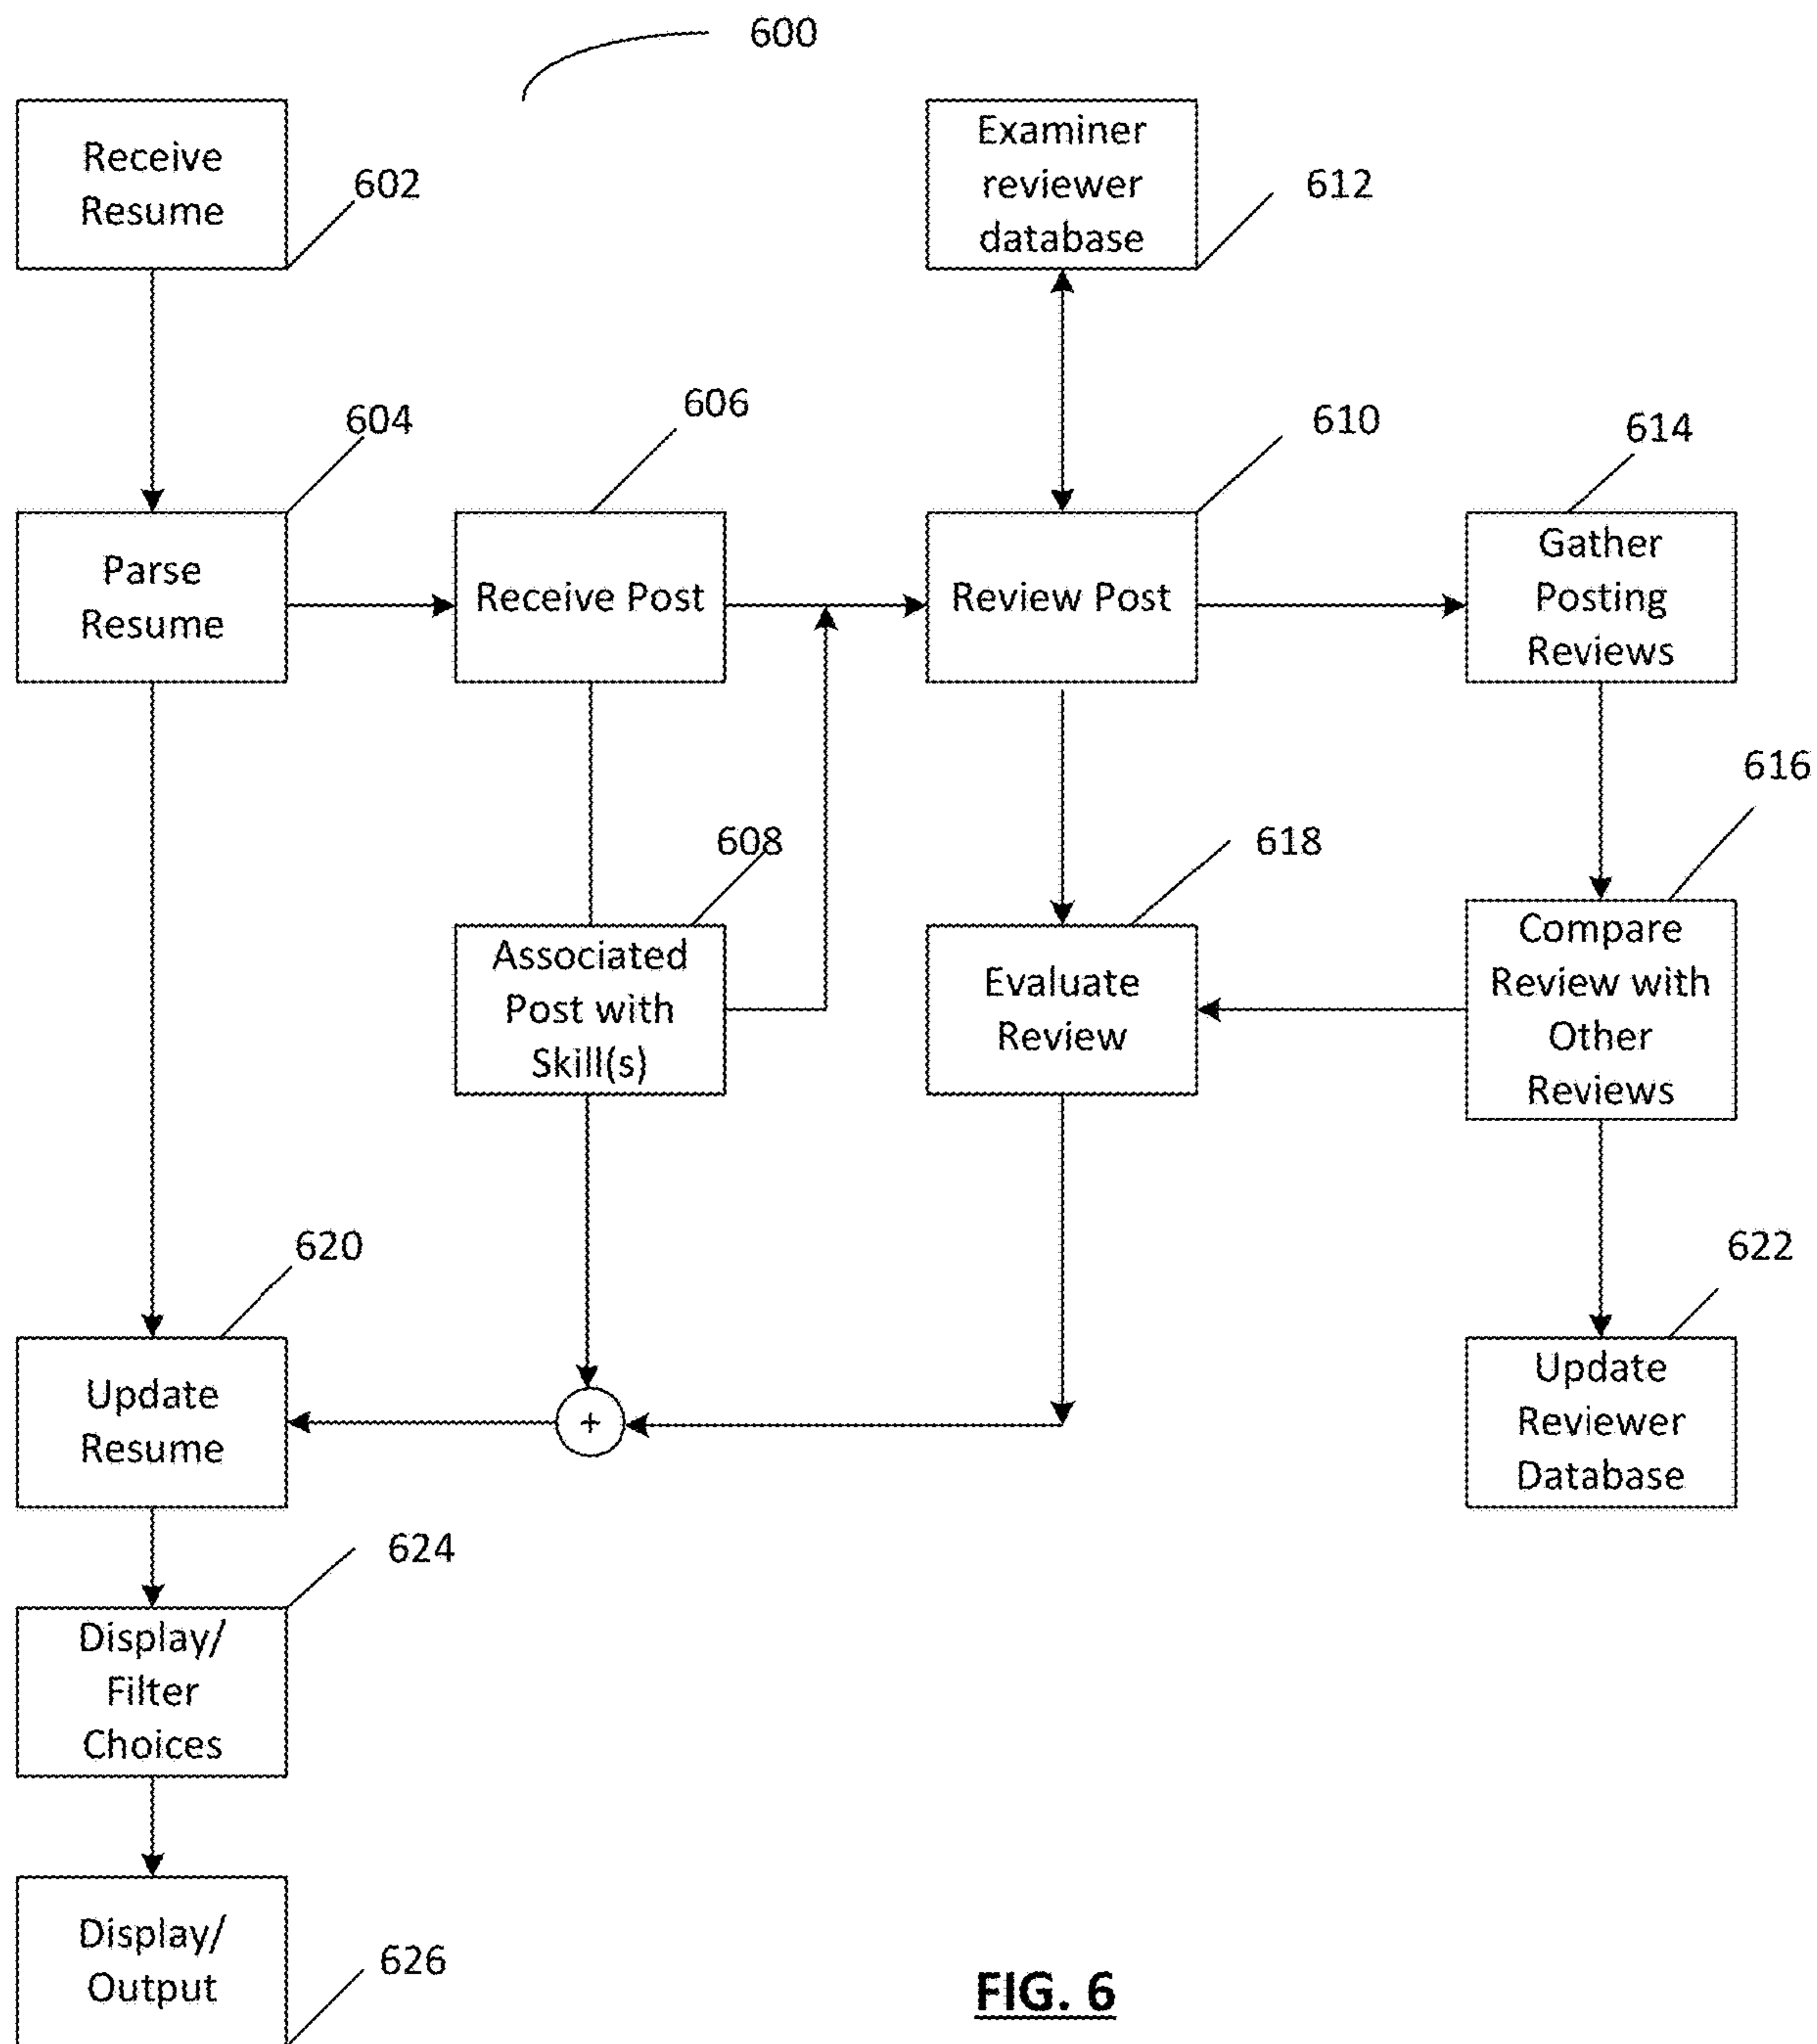 600
Receive
Resume
602
Examiner
reviewer
database
612
604
606
610
614
Parse
Resume
Receive Post
Review Post
Gather
Posting
Reviews
616
608
618
Associated
Post with
Skill(s)
Evaluate
Review
Compare
Review with
Other
Reviews
620
622
Update
Resume
+
Update
Reviewer
Database
624
Display/
Filter
Choices
Display/
Output
626
FIG. 6